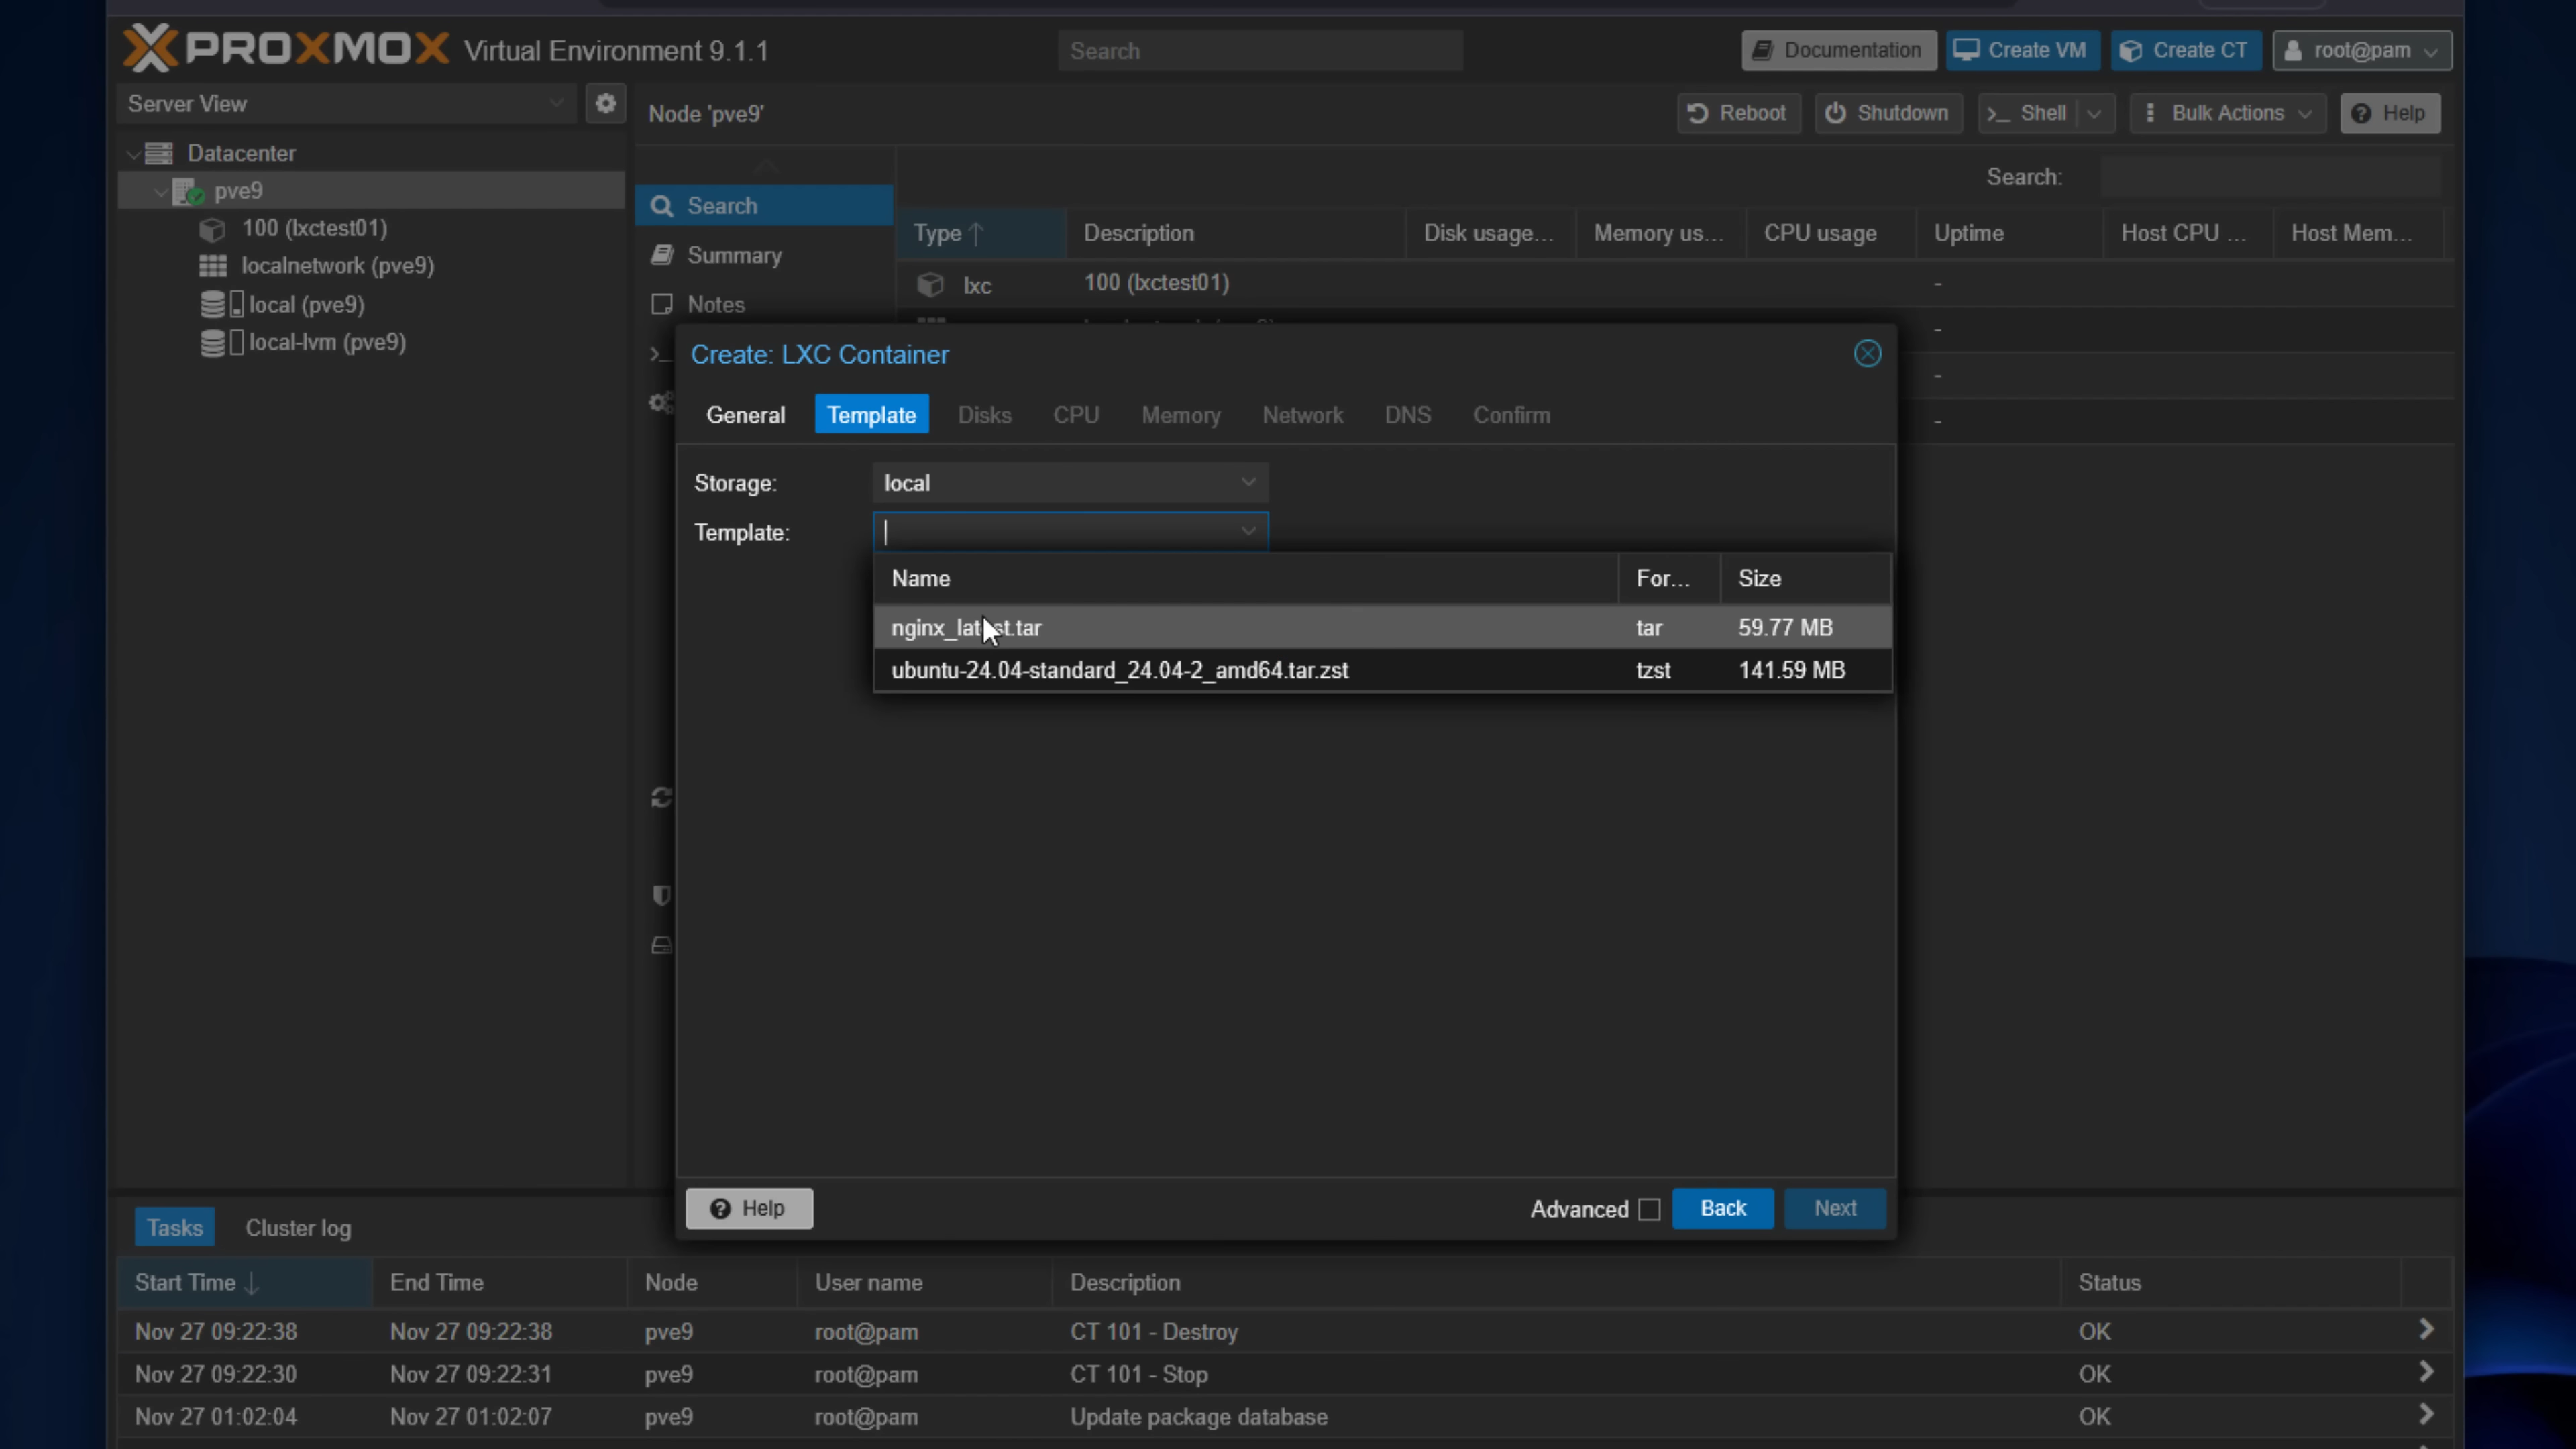 PROXMOX Virtual Environment 9.1.1
Search
Documentation
Create VM
Create CT
root@pam
Server View
Node 'pve9'
Reboot
Shutdown
Shell
Bulk Actions
Help
Datacenter
pve9
100 (lxctest01)
localnetwork (pve9)
local (pve9)
local-lvm (pve9)
Search
Summary
Notes
Search:
Type Description Disk usage... Memory us... CPU usage Uptime Host CPU ... Host Mem...
lxc 100 (lxctest01) -
-
-
-
Create: LXC Container
General Template Disks CPU Memory Network DNS Confirm
Storage: local
Template:
Name For... Size
nginx_latest.tar tar 59.77 MB
ubuntu-24.04-standard_24.04-2_amd64.tar.zst tzst 141.59 MB
Help
Advanced
Back
Next
Tasks Cluster log
Start Time End Time Node User name Description Status
Nov 27 09:22:38 Nov 27 09:22:38 pve9 root@pam CT 101 - Destroy OK
Nov 27 09:22:30 Nov 27 09:22:31 pve9 root@pam CT 101 - Stop OK
Nov 27 01:02:04 Nov 27 01:02:07 pve9 root@pam Update package database OK